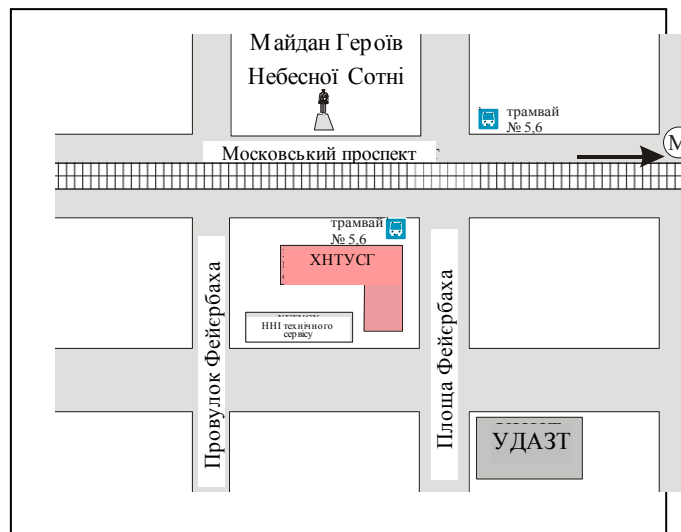 Майдан Героїв
Небесної Сотні
трамвай
№ 5,6
Московський проспект
М
трамвай
№ 5,6
ХНТУСГ
ННІ технічного
сервісу
Провулок Фейєрбаха
Площа Фейєрбаха
УДАЗТ